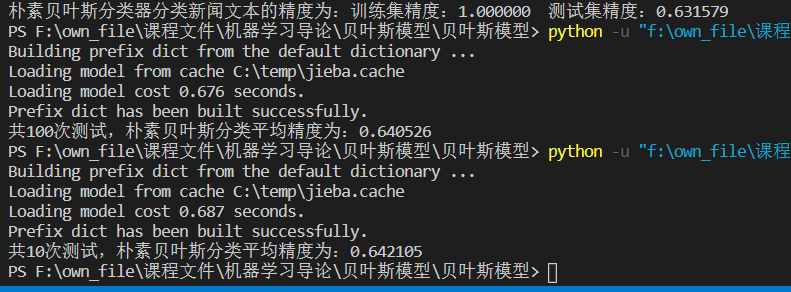 朴素贝叶斯分类器分类新闻文本的精度为：训练集精度：1.000000  测试集精度：0.631579
PS F:\own_file\课程文件\机器学习导论\贝叶斯模型\贝叶斯模型> python -u "f:\own_file\课程
Building prefix dict from the default dictionary ...
Loading model from cache C:\temp\jieba.cache
Loading model cost 0.676 seconds.
Prefix dict has been built successfully.
共100次测试，朴素贝叶斯分类平均精度为：0.640526
PS F:\own_file\课程文件\机器学习导论\贝叶斯模型\贝叶斯模型> python -u "f:\own_file\课程
Building prefix dict from the default dictionary ...
Loading model from cache C:\temp\jieba.cache
Loading model cost 0.687 seconds.
Prefix dict has been built successfully.
共10次测试，朴素贝叶斯分类平均精度为：0.642105
PS F:\own_file\课程文件\机器学习导论\贝叶斯模型\贝叶斯模型>